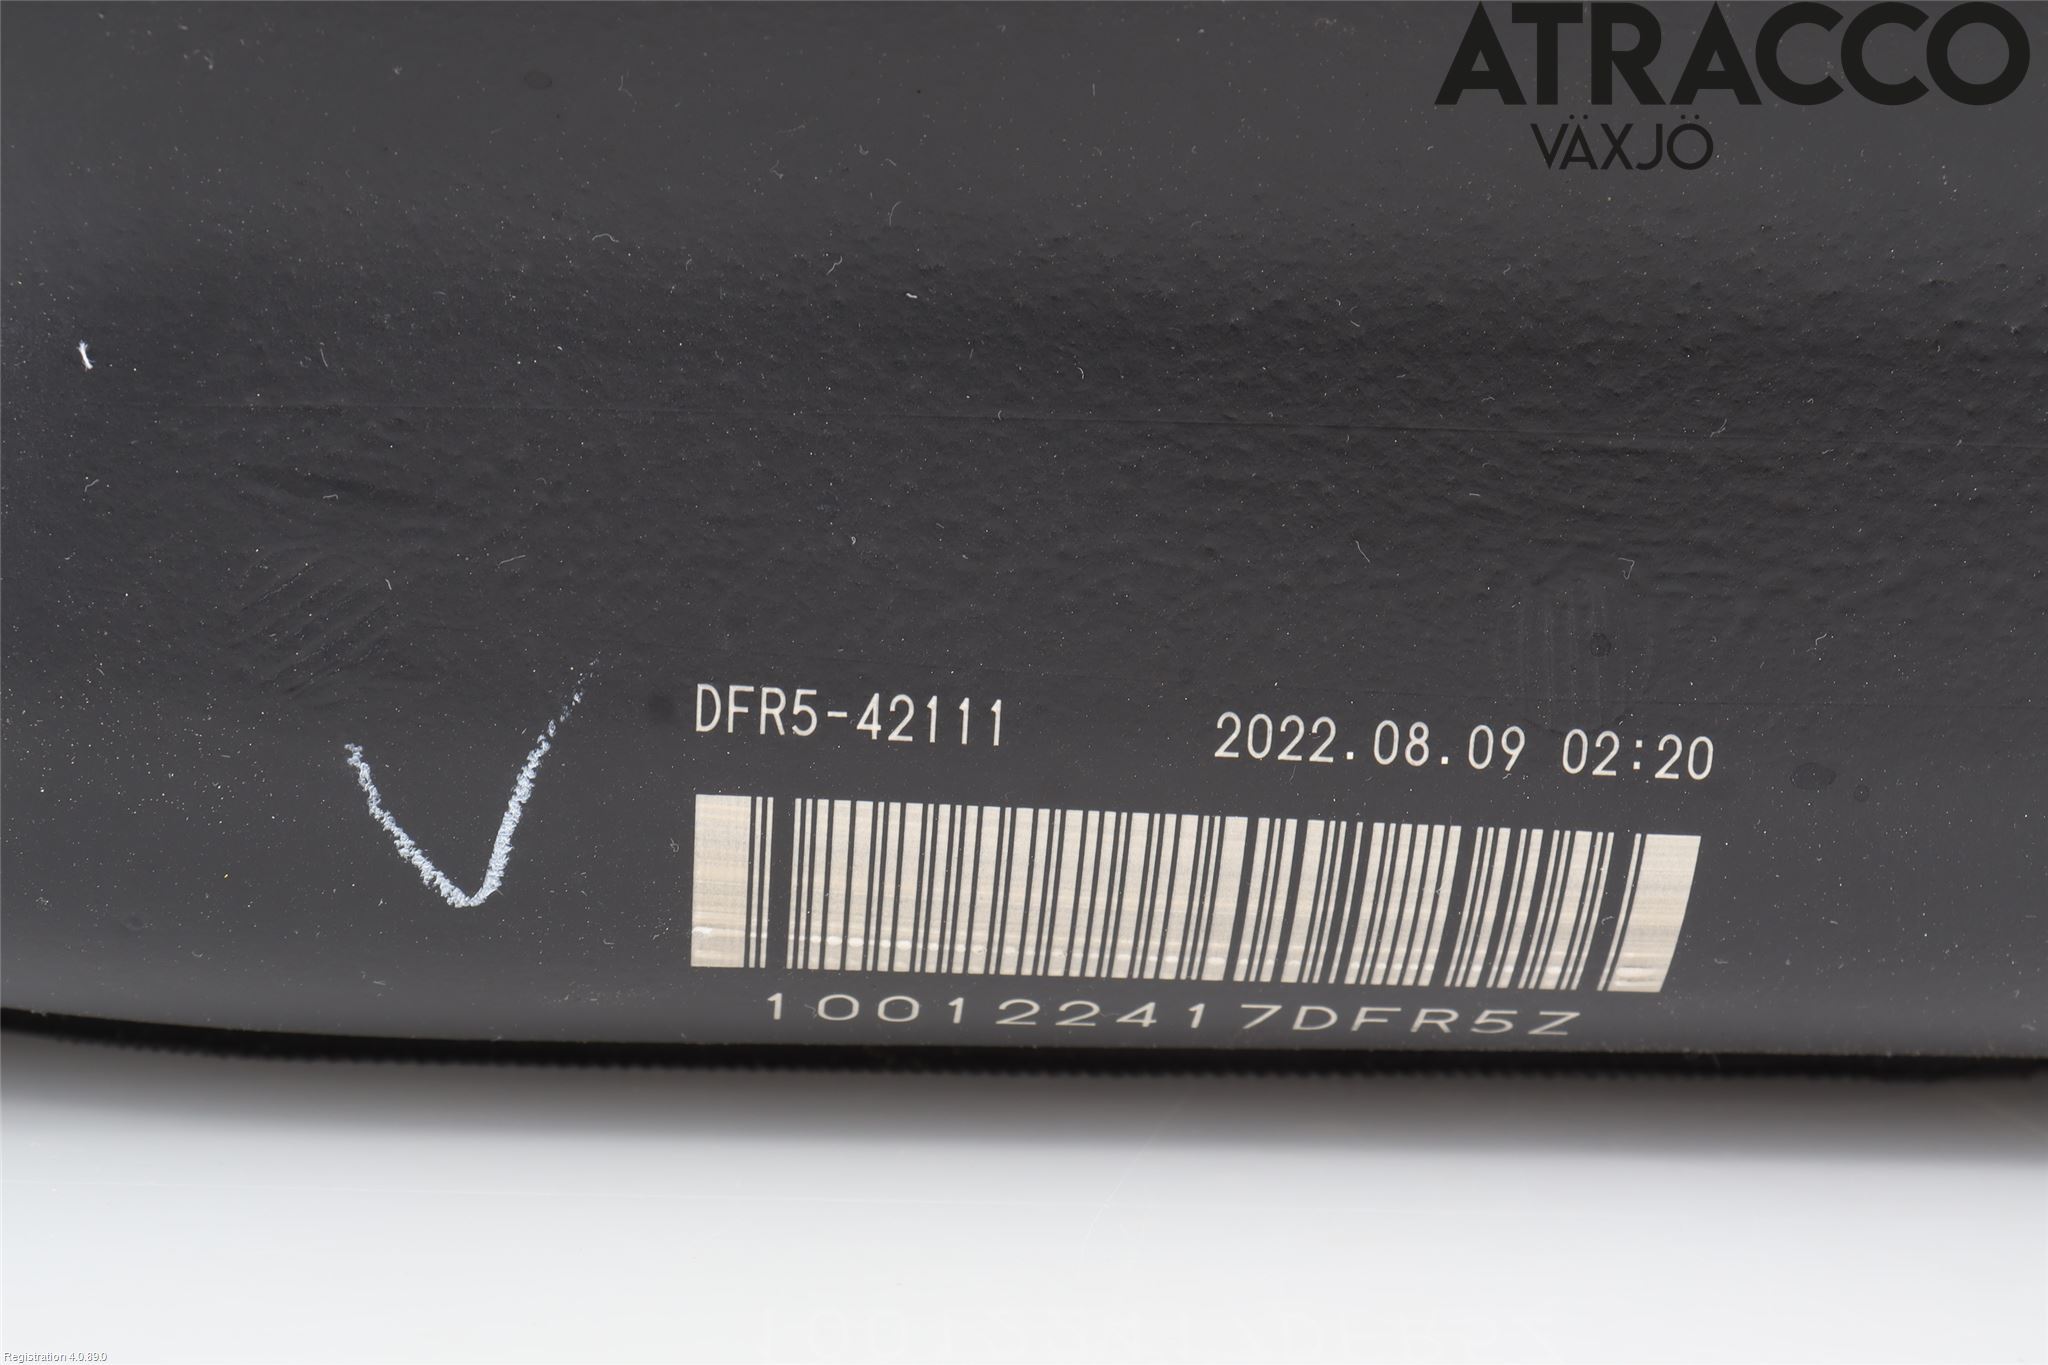 ATRACCO
VÄXJÖ
DFR5-42111 2022.08.09 02:20
V
100122417DFR5Z
Registration 4.0.89.0